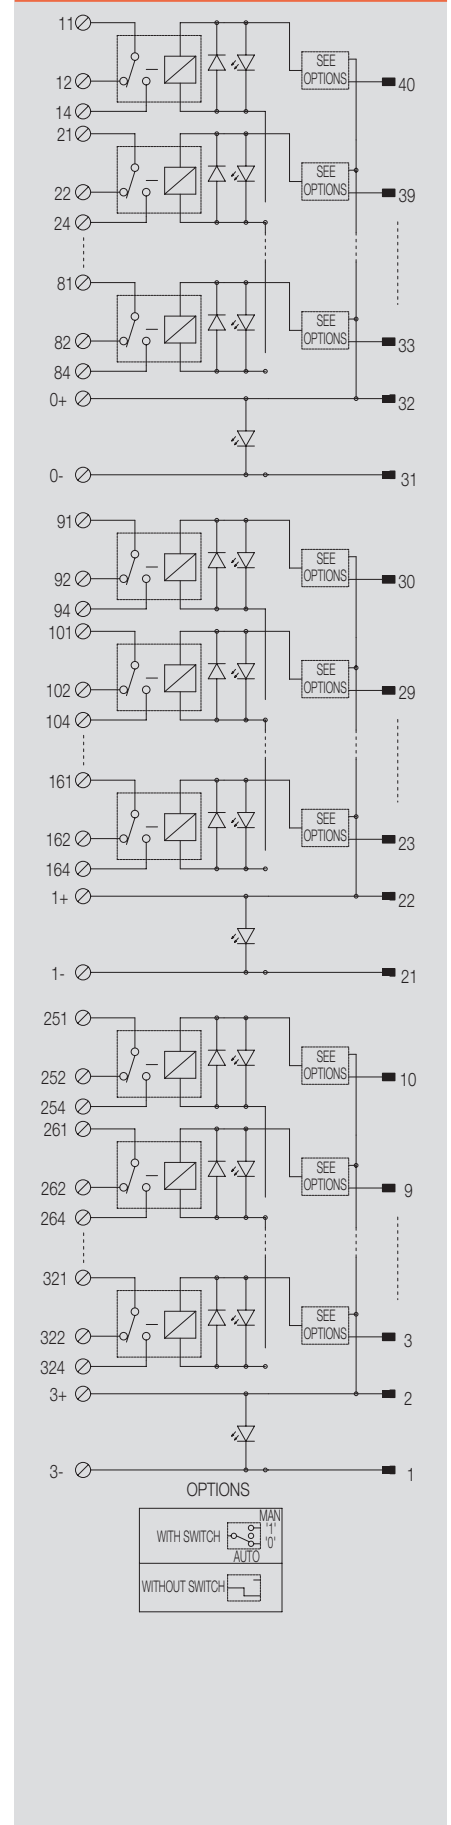 11
SEE
OPTIONS
12
40
14
21
SEE
OPTIONS
22
39
24
81
SEE
OPTIONS
82
33
84
0+
32
0-
31
91
SEE
OPTIONS
92
30
94
101
SEE
OPTIONS
102
29
104
161
SEE
OPTIONS
162
23
164
1+
22
1-
21
251
SEE
OPTIONS
252
10
254
261
SEE
OPTIONS
262
9
264
321
SEE
OPTIONS
322
3
324
3+
2
3-
1
OPTIONS
MAN
WITH SWITCH
'1'
'0'
AUTO
WITHOUT SWITCH